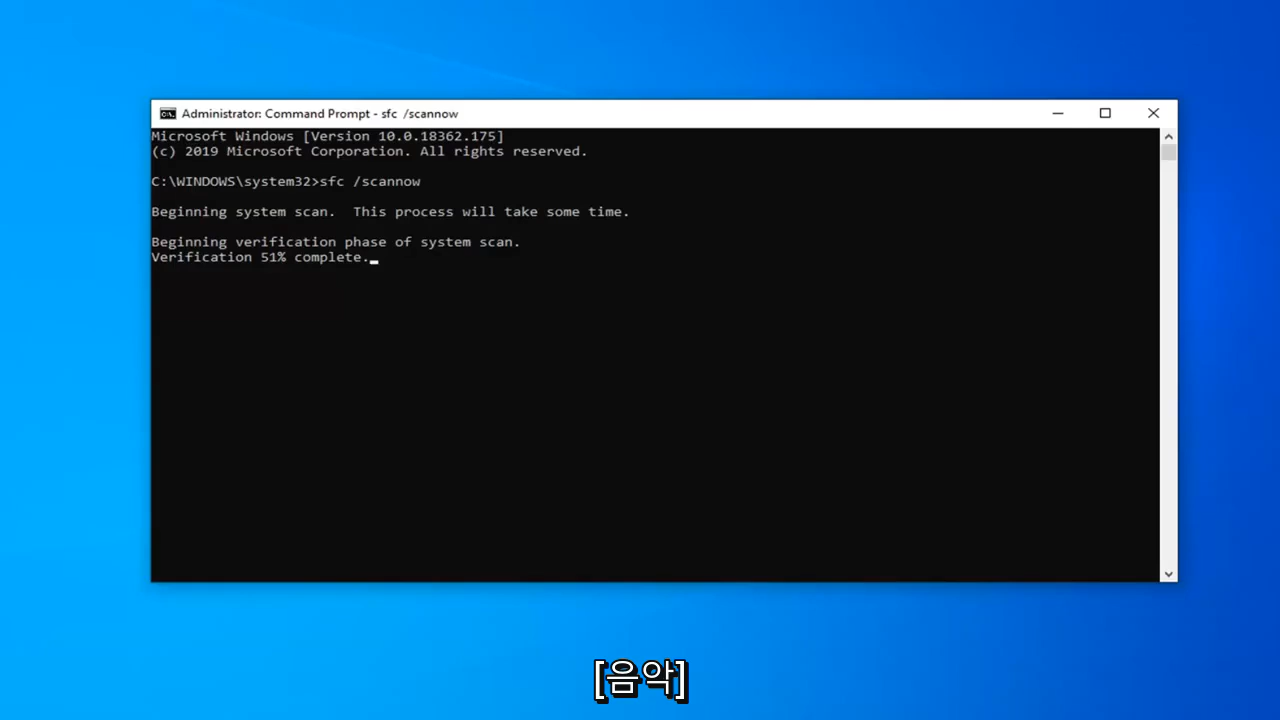 Administrator: Command Prompt - sfc  /scannow
Microsoft Windows [Version 10.0.18362.175]
(c) 2019 Microsoft Corporation. All rights reserved.
C:\WINDOWS\system32>sfc /scannow
Beginning system scan.  This process will take some time.
Beginning verification phase of system scan.
Verification 51% complete.
[음악]